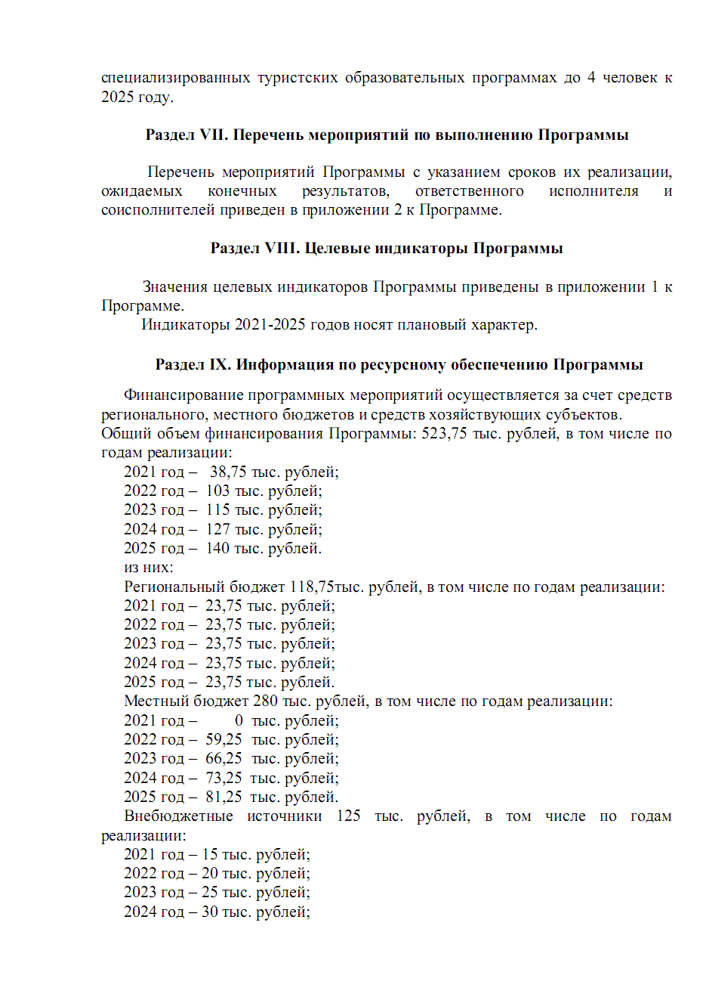 специализированных туристских образовательных программах до 4 человек к
2025 году.
Раздел VII. Перечень мероприятий по выполнению Программы
Перечень мероприятий Программы с указанием сроков их реализации,
ожидаемых конечных результатов, ответственного исполнителя и
соисполнителей приведен в приложении 2 к Программе.
Раздел VIII. Целевые индикаторы Программы
Значения целевых индикаторов Программы приведены в приложении 1 к
Программе.
Индикаторы 2021-2025 годов носят плановый характер.
Раздел IX. Информация по ресурсному обеспечению Программы
Финансирование программных мероприятий осуществляется за счет средств
регионального, местного бюджетов и средств хозяйствующих субъектов.
Общий объем финансирования Программы: 523,75 тыс. рублей, в том числе по
годам реализации:
2021 год – 38,75 тыс. рублей;
2022 год – 103 тыс. рублей;
2023 год – 115 тыс. рублей;
2024 год – 127 тыс. рублей;
2025 год – 140 тыс. рублей.
из них:
Региональный бюджет 118,75тыс. рублей, в том числе по годам реализации:
2021 год – 23,75 тыс. рублей;
2022 год – 23,75 тыс. рублей;
2023 год – 23,75 тыс. рублей;
2024 год – 23,75 тыс. рублей;
2025 год – 23,75 тыс. рублей.
Местный бюджет 280 тыс. рублей, в том числе по годам реализации:
2021 год – 0 тыс. рублей;
2022 год – 59,25 тыс. рублей;
2023 год – 66,25 тыс. рублей;
2024 год – 73,25 тыс. рублей;
2025 год – 81,25 тыс. рублей.
Внебюджетные источники 125 тыс. рублей, в том числе по годам
реализации:
2021 год – 15 тыс. рублей;
2022 год – 20 тыс. рублей;
2023 год – 25 тыс. рублей;
2024 год – 30 тыс. рублей;